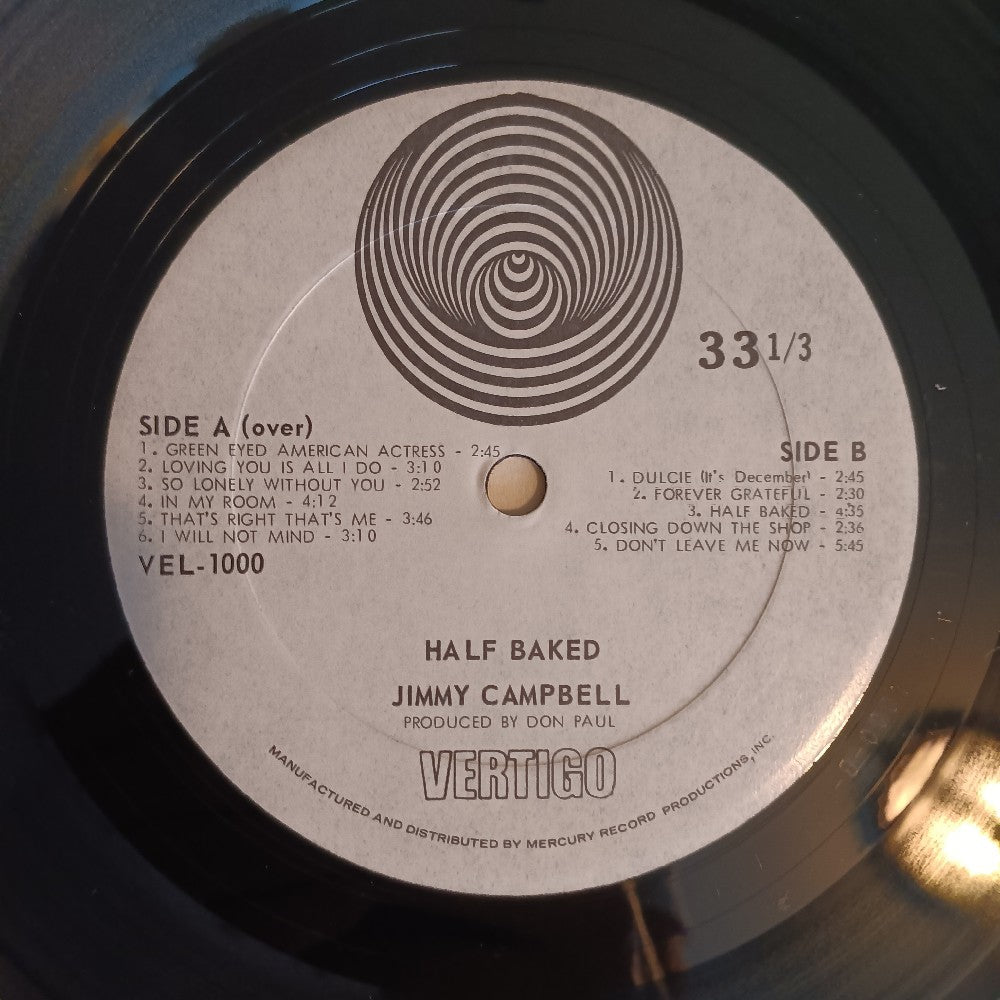 33 1/3
SIDE A (over)
1. GREEN EYED AMERICAN ACTRESS - 2:45
2. LOVING YOU IS ALL I DO - 3:10
3. SO LONELY WITHOUT YOU - 2:52
4. IN MY ROOM - 4:12
5. THAT'S RIGHT THAT'S ME - 3:46
6. I WILL NOT MIND - 3:10
VEL-1000
SIDE B
1. DULCIE (It's December) - 2:45
2. FOREVER GRATEFUL - 2:30
3. HALF BAKED - 4:35
4. CLOSING DOWN THE SHOP - 2:36
5. DON'T LEAVE ME NOW - 5:45
HALF BAKED
JIMMY CAMPBELL
PRODUCED BY DON PAUL
VERTIGO
MANUFACTURED AND DISTRIBUTED BY MERCURY RECORD PRODUCTIONS, INC.